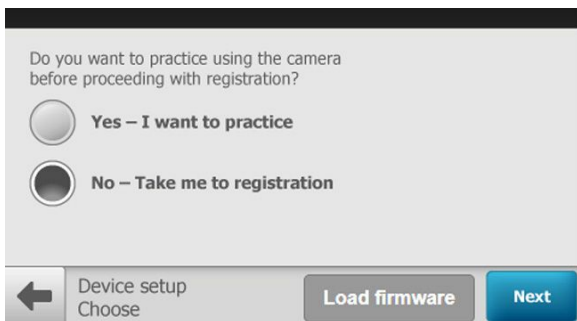 Do you want to practice using the camera
before proceeding with registration?
Yes – I want to practice
No – Take me to registration
Device setup
Choose
Load firmware
Next